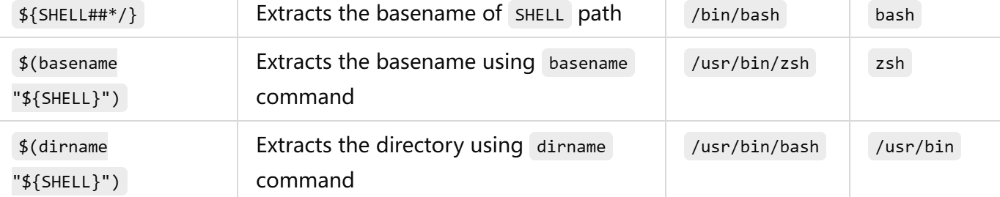 ${SHELL##*/} Extracts the basename of SHELL path /bin/bash bash
$(basename Extracts the basename using basename /usr/bin/zsh zsh
"${SHELL}") command
$(dirname Extracts the directory using dirname /usr/bin/bash /usr/bin
"${SHELL}") command